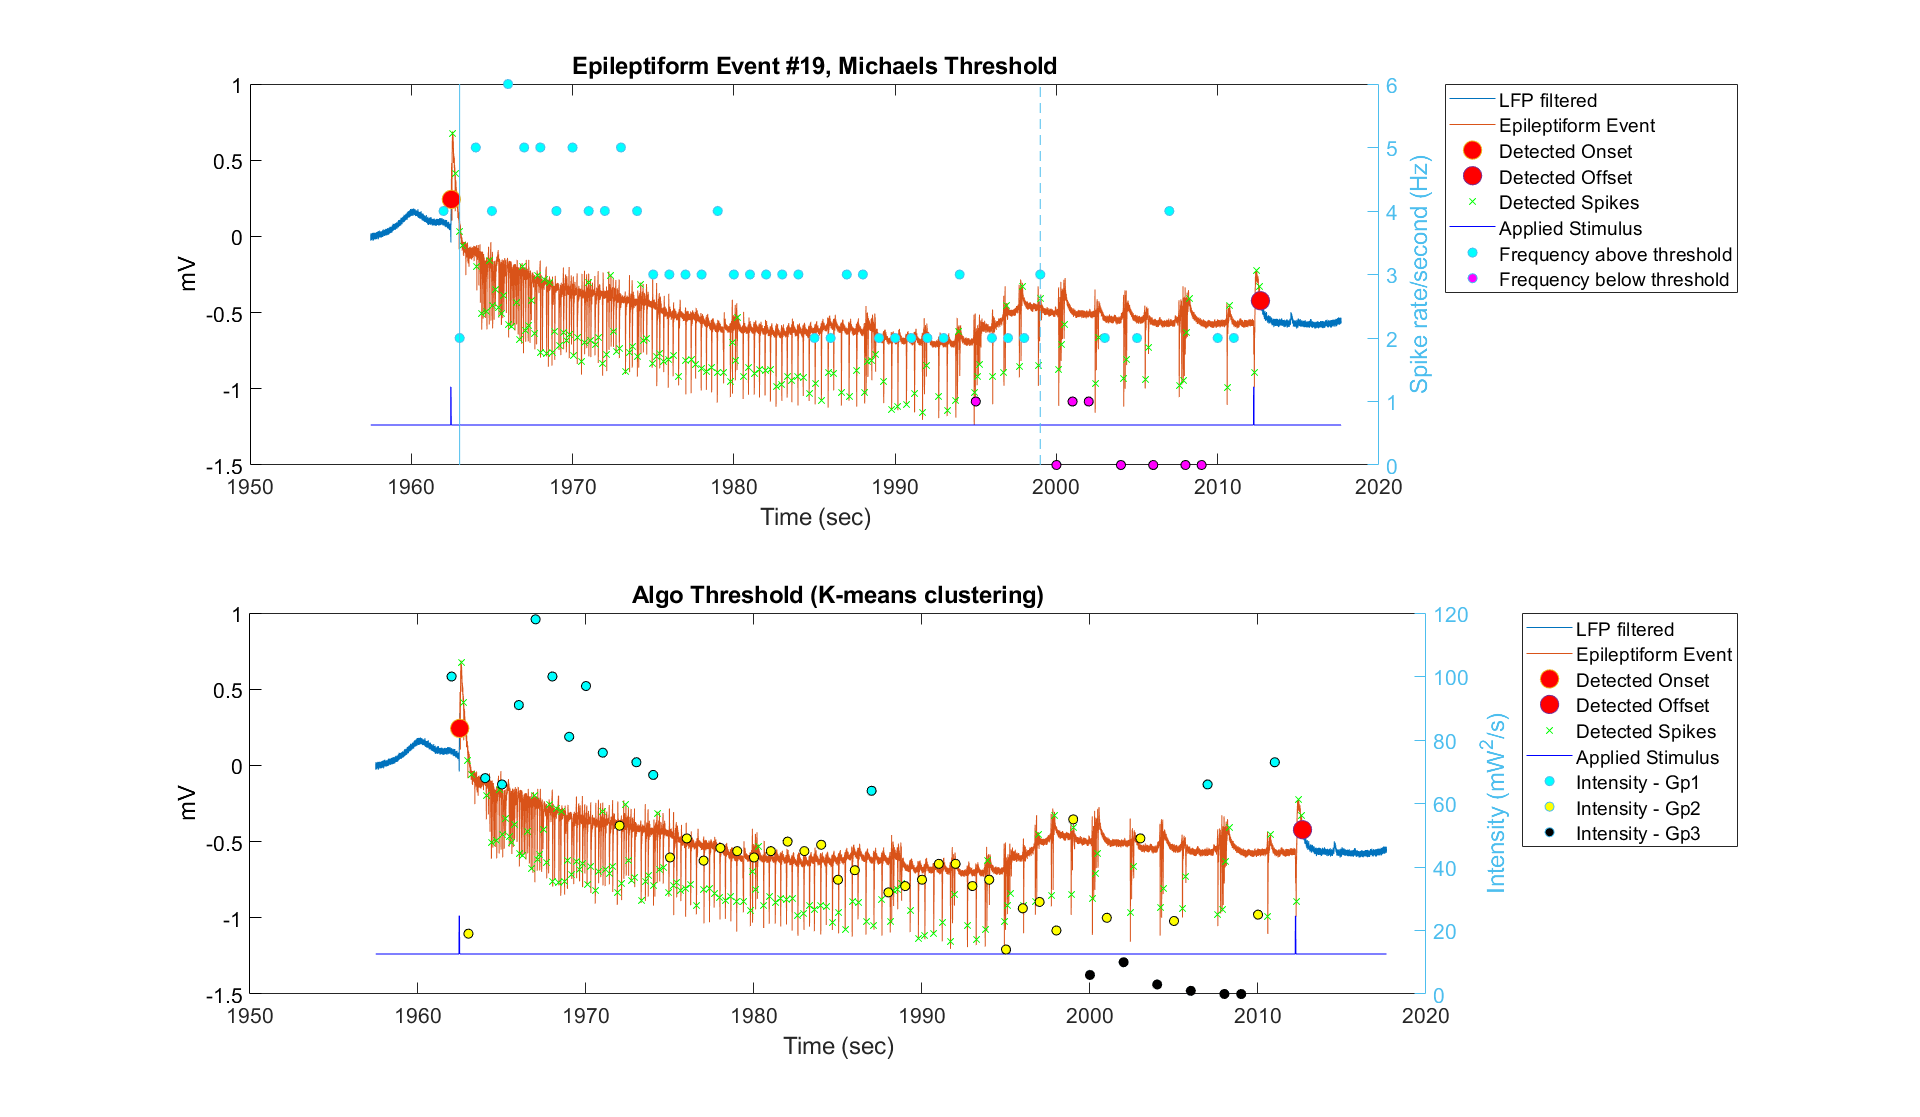 Epileptiform Event #19, Michaels Threshold
1
0.5
0
-0.5
-1
-1.5
mV
1950
1960
1970
1980
1990
2000
2010
2020
Time (sec)
6
5
4
3
2
1
0
Spike rate/second (Hz)
LFP filtered
Epileptiform Event
Detected Onset
Detected Offset
Detected Spikes
Applied Stimulus
Frequency above threshold
Frequency below threshold
Algo Threshold (K-means clustering)
1
0.5
0
-0.5
-1
-1.5
mV
1950
1960
1970
1980
1990
2000
2010
2020
Time (sec)
120
100
80
60
40
20
0
Intensity (mW²/s)
LFP filtered
Epileptiform Event
Detected Onset
Detected Offset
Detected Spikes
Applied Stimulus
Intensity - Gp1
Intensity - Gp2
Intensity - Gp3